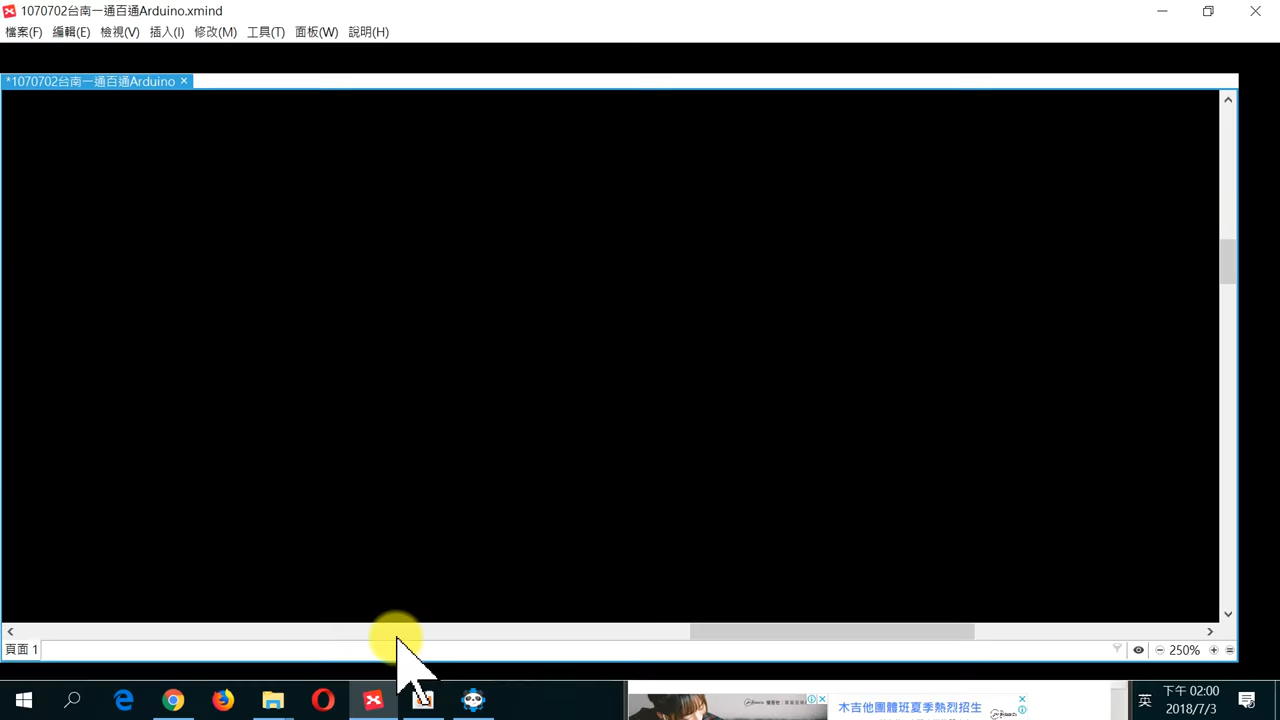 1070702台南一通百通Arduino.xmind
檔案(F) 編輯(E) 檢視(V) 插入(I) 修改(M) 工具(T) 面板(W) 說明(H)
*1070702台南一通百通Arduino
頁面 1
250%
木吉他團體班夏季熱烈招生
英
下午 02:00
2018/7/3